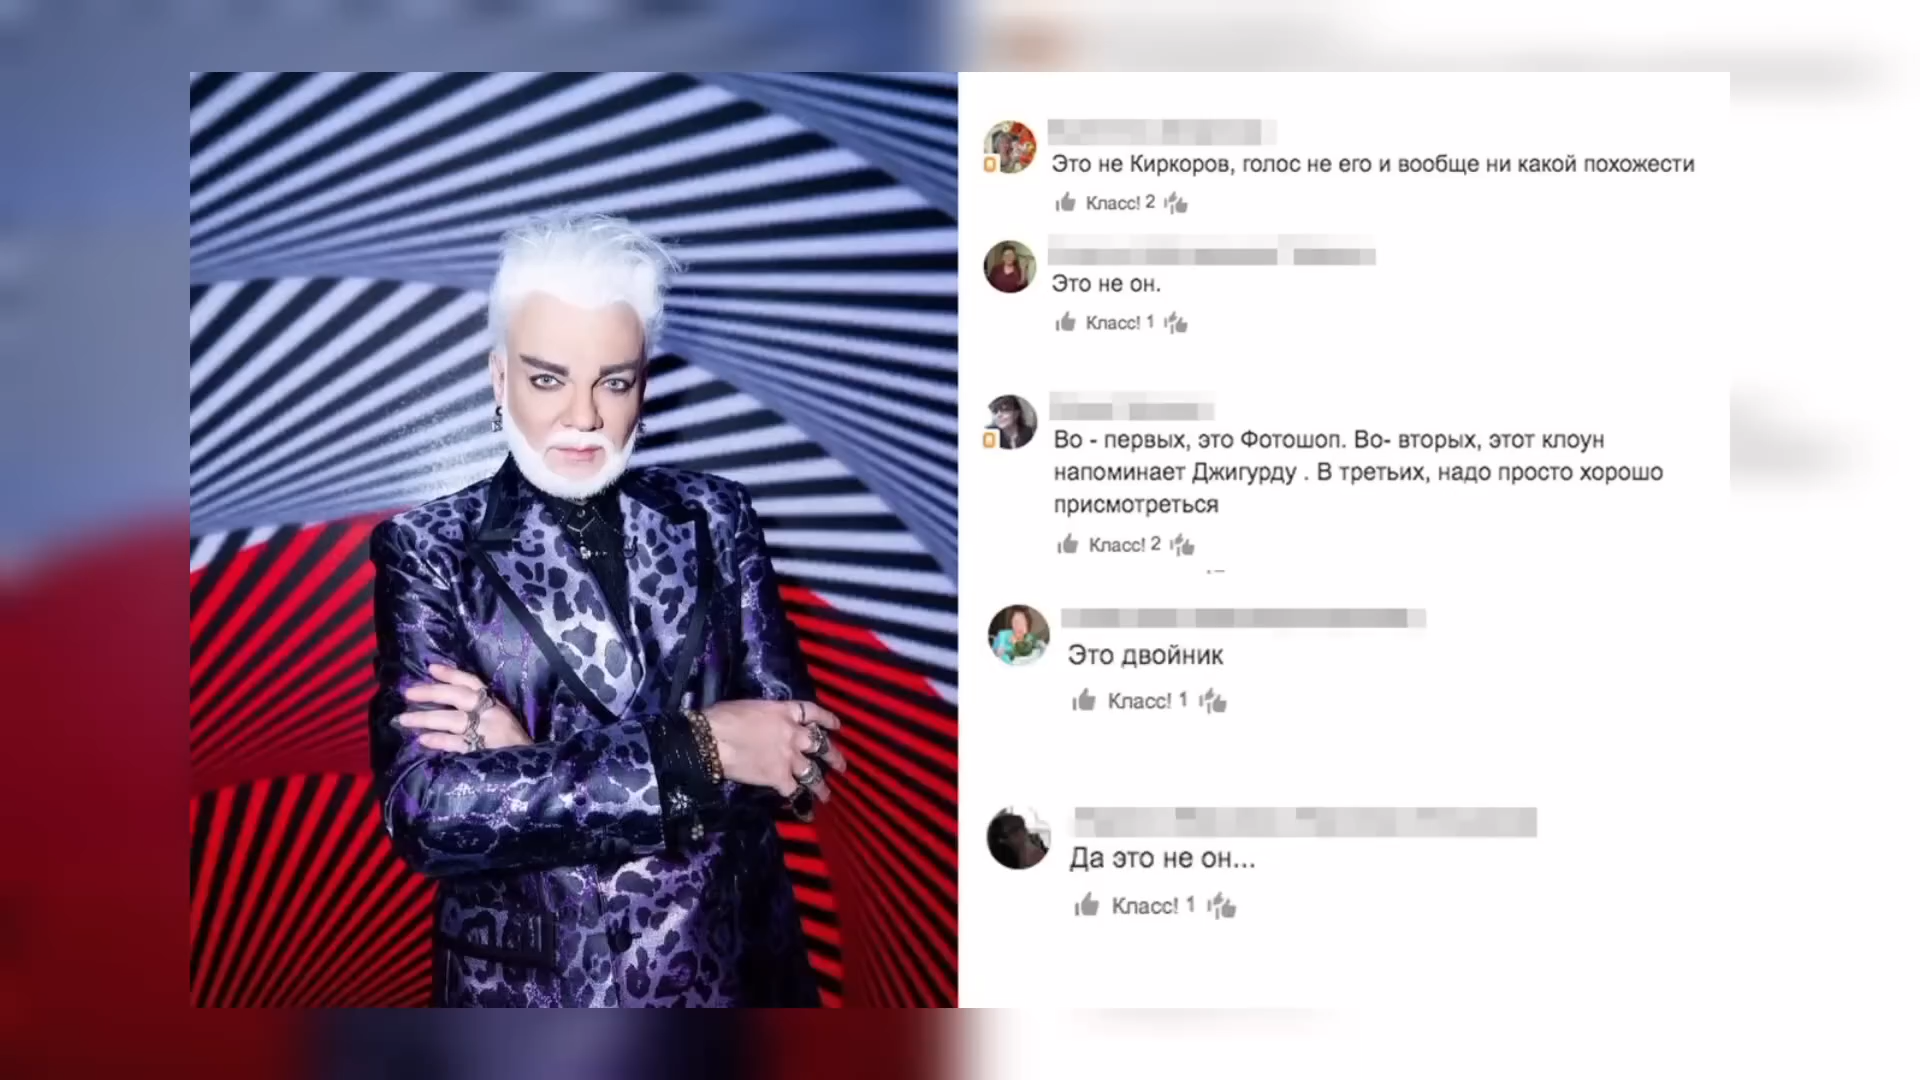 Это не Киркоров, голос не его и вообще ни какой похожести
Класс! 2
Это не он.
Класс! 1
Во - первых, это Фотошоп. Во- вторых, этот клоун
напоминает Джигурду . В третьих, надо просто хорошо
присмотреться
Класс! 2
Это двойник
Класс! 1
Да это не он...
Класс! 1